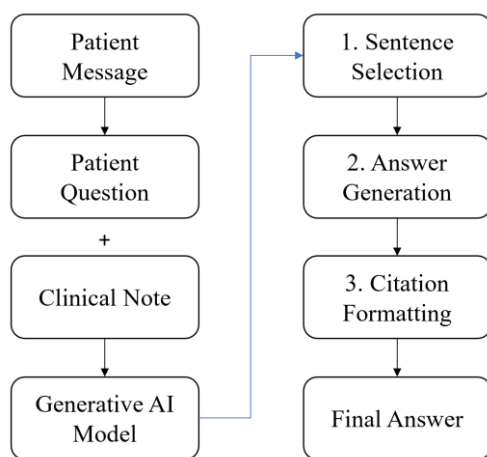 Patient
Message
Patient
Question
+
Clinical Note
Generative AI
Model
1. Sentence
Selection
2. Answer
Generation
3. Citation
Formatting
Final Answer